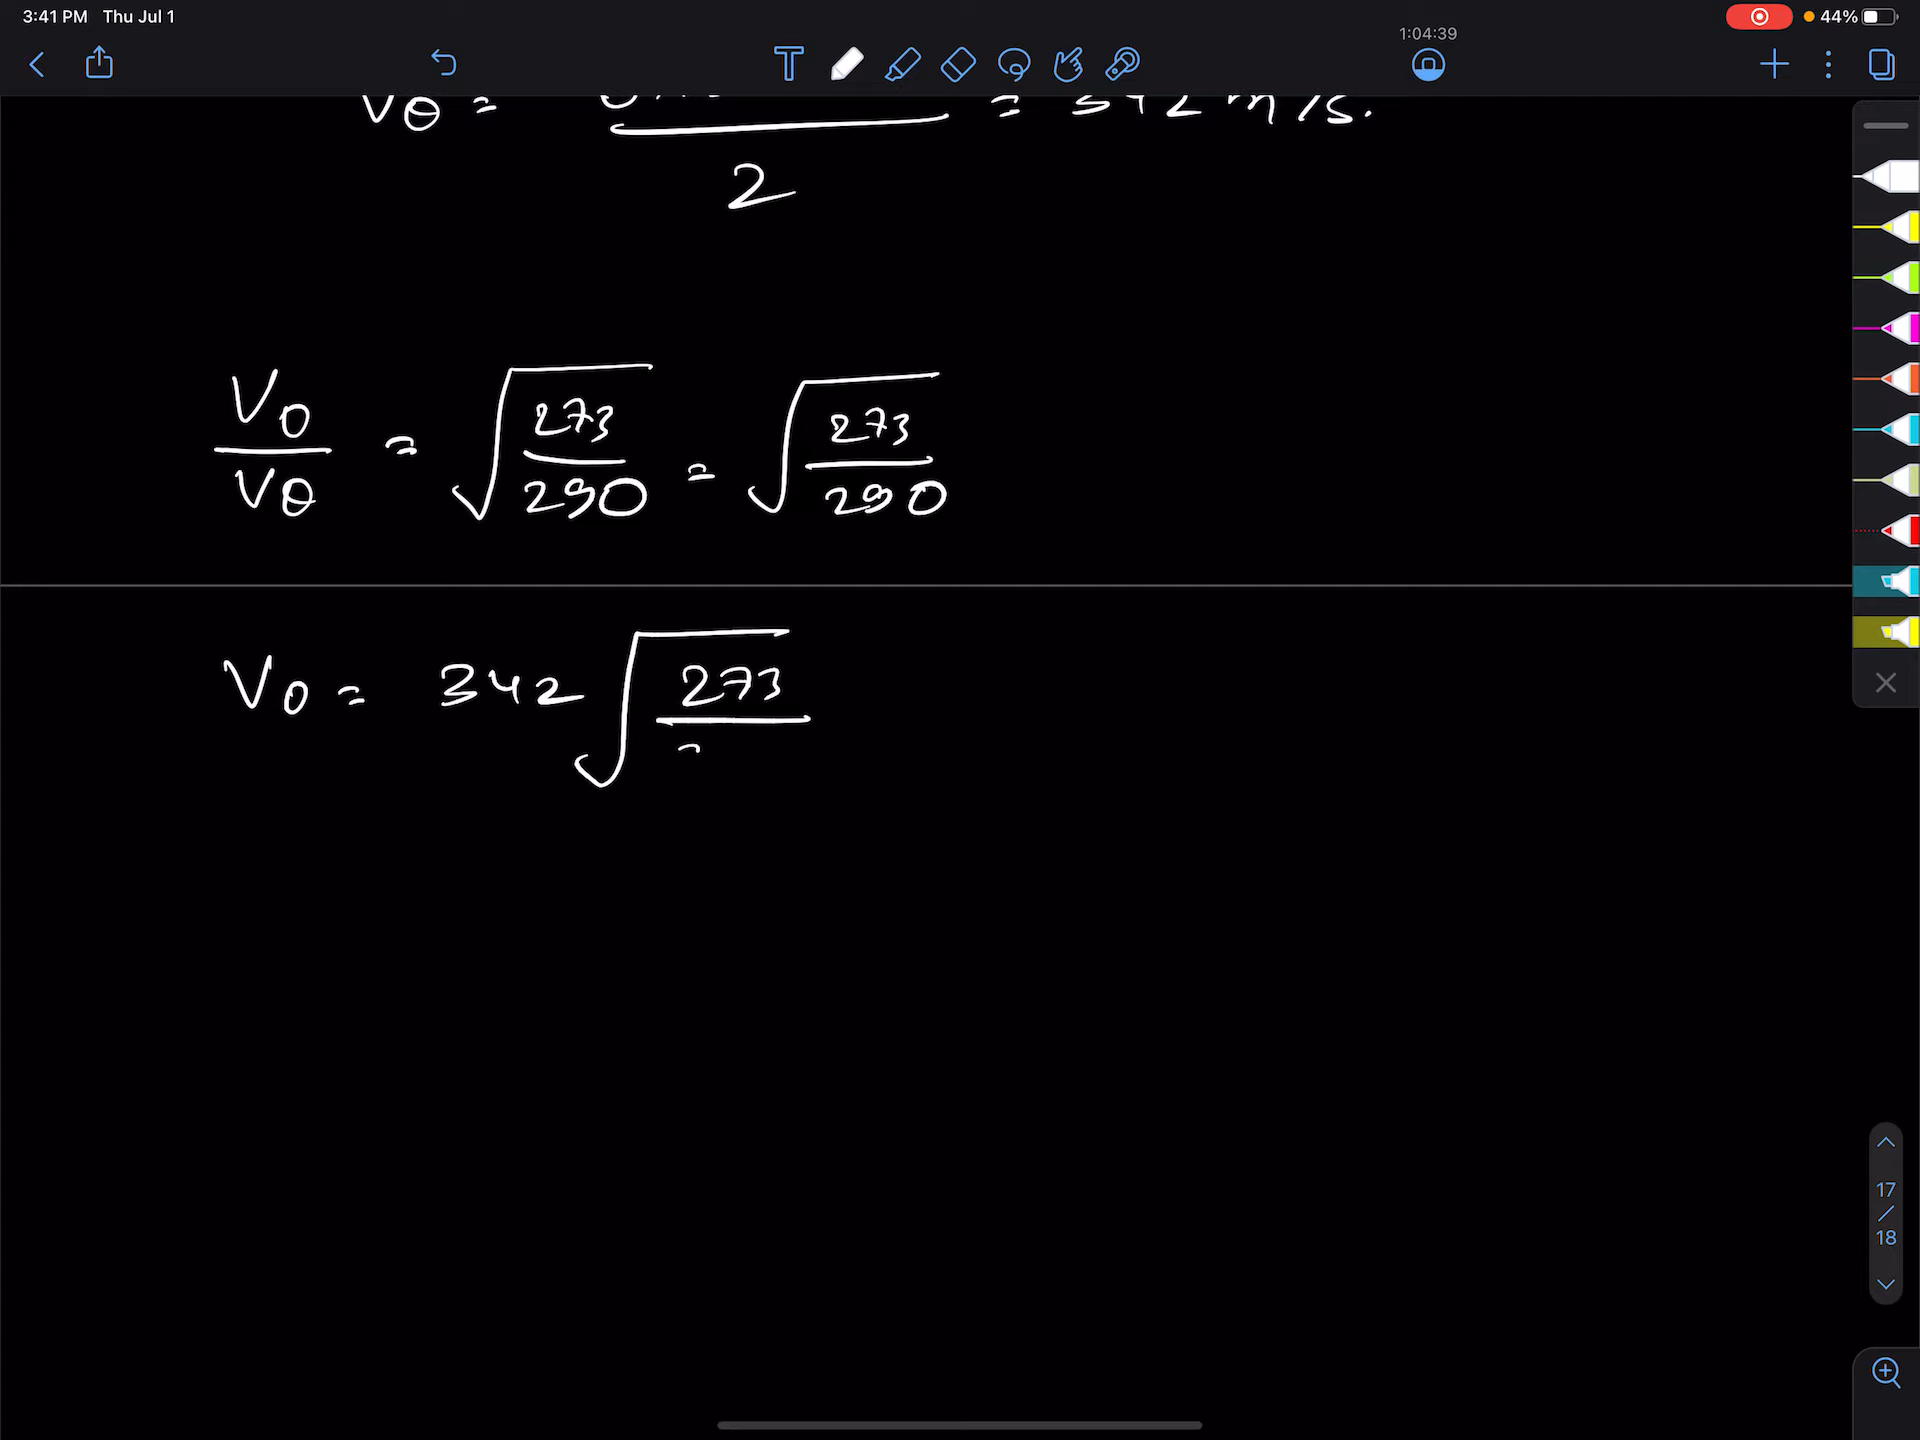 3:41 PM Thu Jul 1
44%
1:04:39
Vθ = = 342 m/s.
2
V0 / Vθ = √(273/290) = √(273/290)
V0 = 342 √273
17
/
18